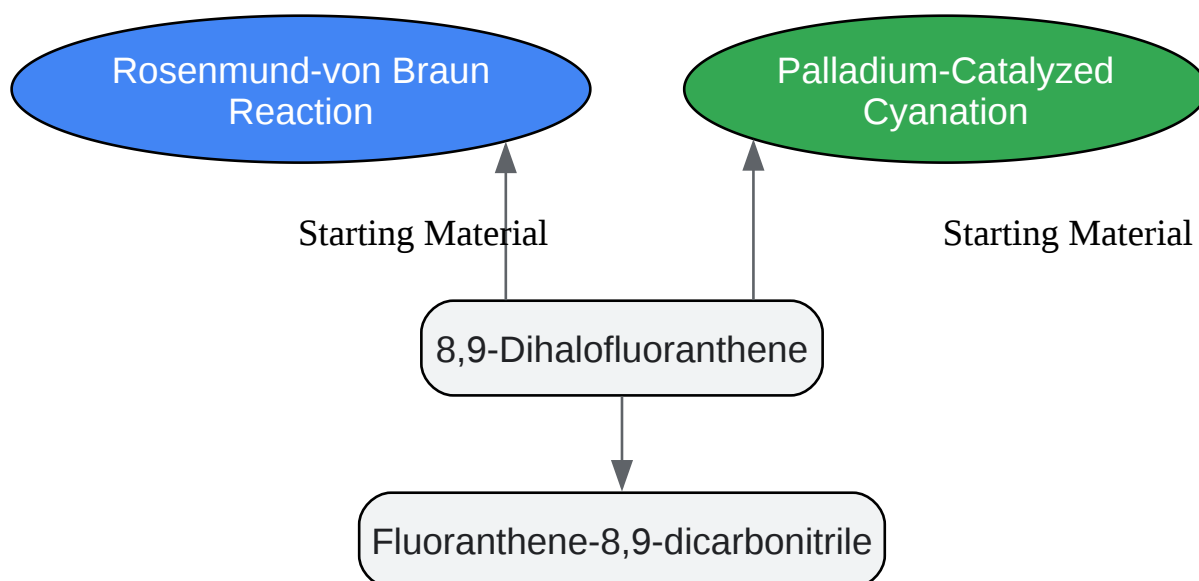 Rosenmund-von Braun
Reaction
Palladium-Catalyzed
Cyanation
Starting Material
Starting Material
8,9-Dihalofluoranthene
Fluoranthene-8,9-dicarbonitrile